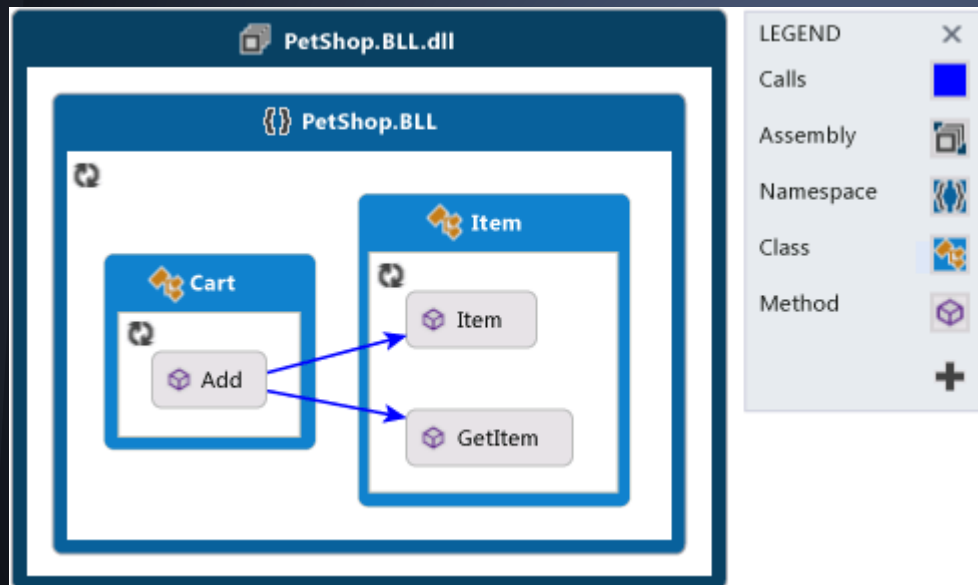 PetShop.BLL.dll
{} PetShop.BLL
Item
Cart
Item
Add
GetItem
LEGEND
Calls
Assembly
Namespace
Class
Method